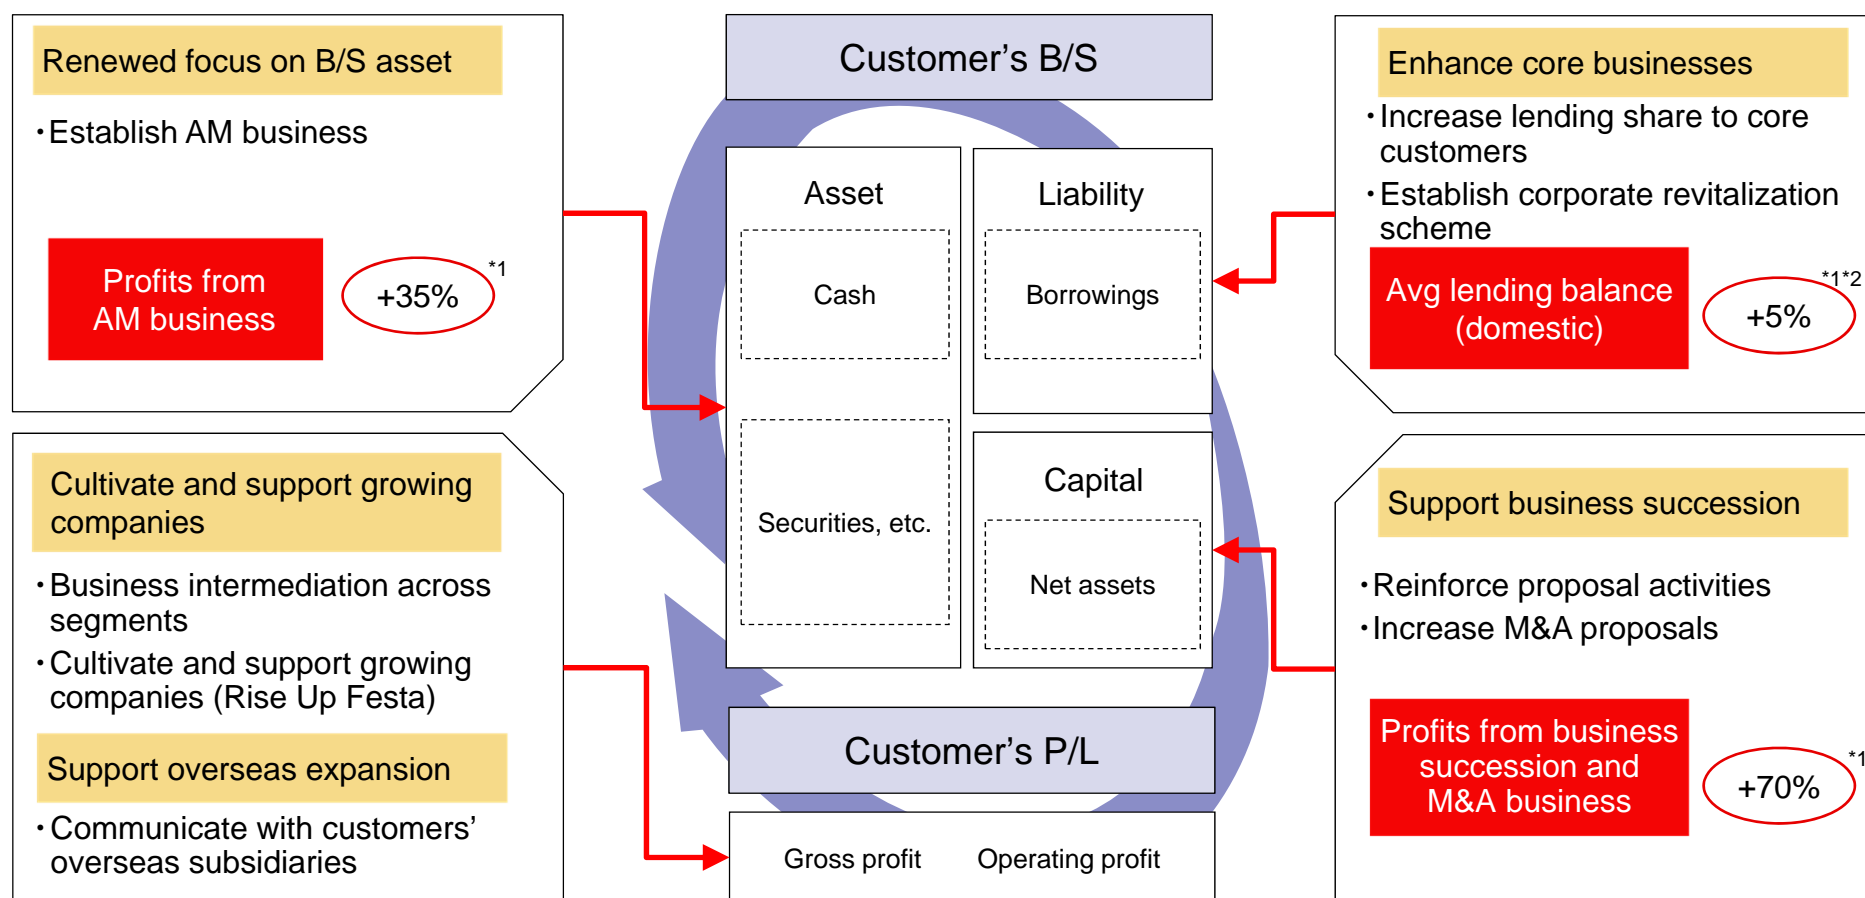 Renewed focus on B/S asset
・Establish AM business
Profits from
AM business
+35%
*1
Cultivate and support growing
companies
・Business intermediation across
segments
・Cultivate and support growing
companies (Rise Up Festa)
Support overseas expansion
・Communicate with customers’
overseas subsidiaries
Customer’s B/S
Asset
Cash
Securities, etc.
Liability
Borrowings
Capital
Net assets
Customer’s P/L
Gross profit
Operating profit
Enhance core businesses
・Increase lending share to core
customers
・Establish corporate revitalization
scheme
Avg lending balance
(domestic)
+5%
*1*2
Support business succession
・Reinforce proposal activities
・Increase M&A proposals
Profits from business
succession and
M&A business
+70%
*1